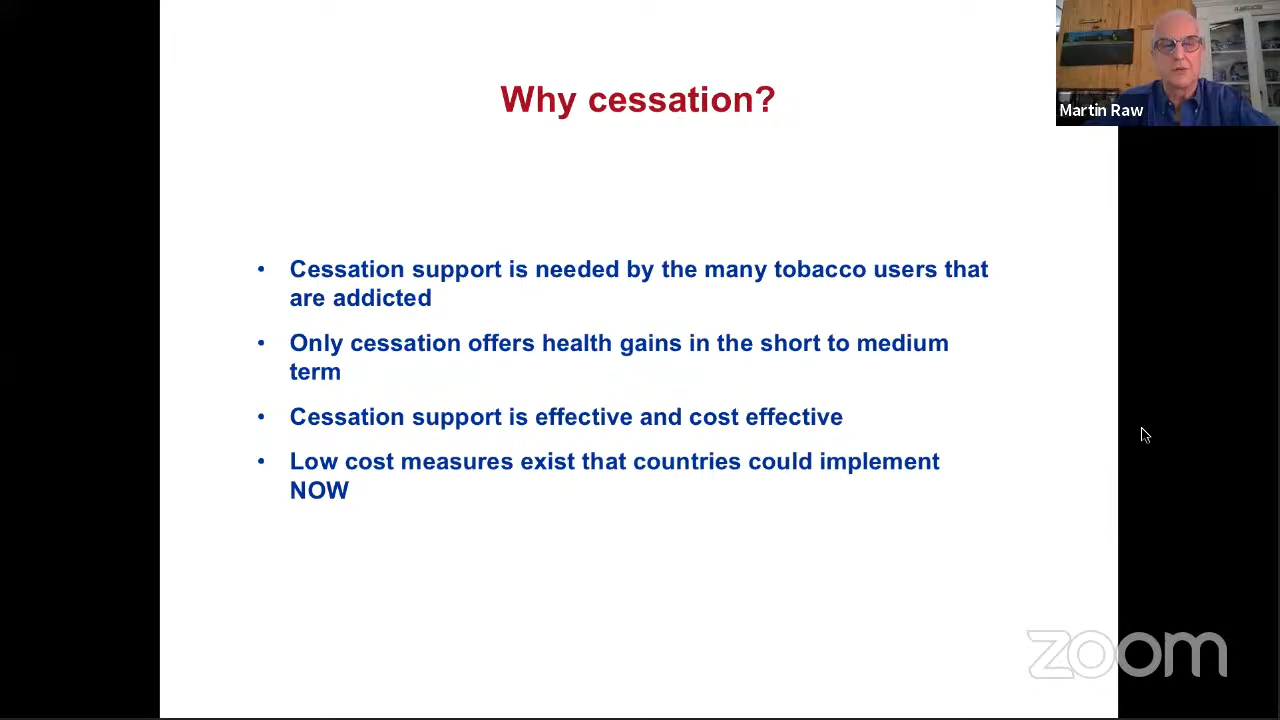 Why cessation?
Martin Raw
• Cessation support is needed by the many tobacco users that
are addicted
• Only cessation offers health gains in the short to medium
term
• Cessation support is effective and cost effective
• Low cost measures exist that countries could implement
NOW
zoom